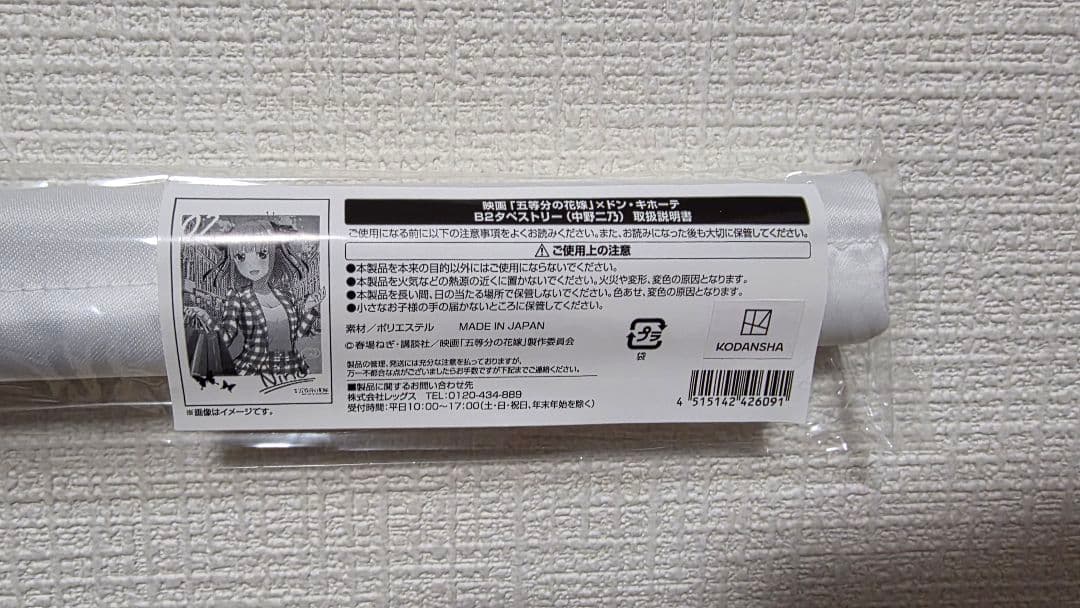 映画「五等分の花嫁」×ドン・キホーテ
B2タペストリー(中野二乃) 取扱説明書
ご使用になる前に以下の注意事項をよくお読みください。また、お読みになった後も大切に保管してください。
⚠ご使用上の注意
●本製品を本来の目的以外にはご使用にならないでください。
●本製品を火気などの熱源の近くに置かないでください。火災や変形、変色の原因となります。
●本製品を長い間、日の当たる場所で保管しないでください。色あせ、変色の原因となります。
●小さなお子様の手の届かないところに保管してください。
素材/ポリエステル MADE IN JAPAN
©春場ねぎ・講談社/映画「五等分の花嫁」製作委員会
製品の管理、発送には充分な注意を払っておりますが、
万一不都合な点がございましたらお手数ですが下記までご連絡ください。
■製品に関するお問い合わせ先
株式会社レッグス TEL:0120-434-889
受付時間:平日10:00~17:00(土・日・祝日、年末年始を除く)
プラ
袋
KODANSHA
4 515142 426091
02
Nino
※画像はイメージです。